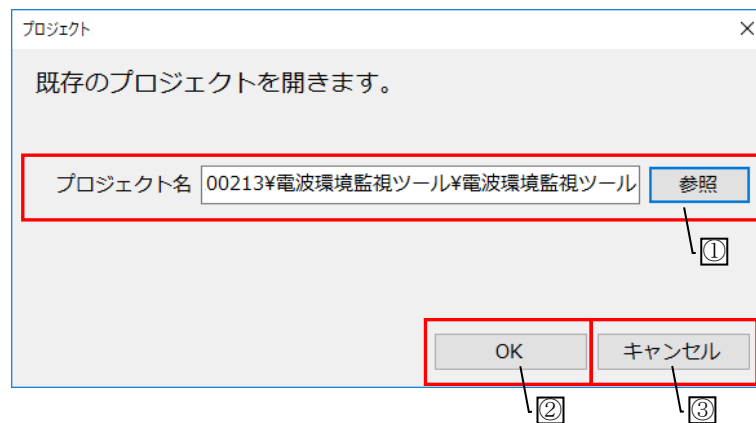 プロジェクト
既存のプロジェクトを開きます。
プロジェクト名 00213¥電波環境監視ツール¥電波環境監視ツール 参照
①
OK キャンセル
② ③